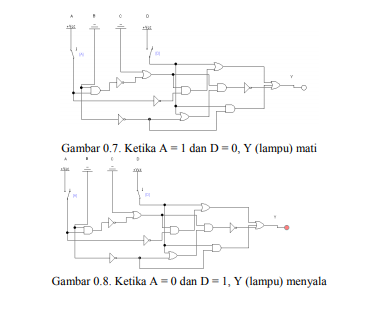 A B C D
Y
Gambar 0.7. Ketika A = 1 dan D = 0, Y (lampu) mati
A B C D
Gambar 0.8. Ketika A = 0 dan D = 1, Y (lampu) menyala